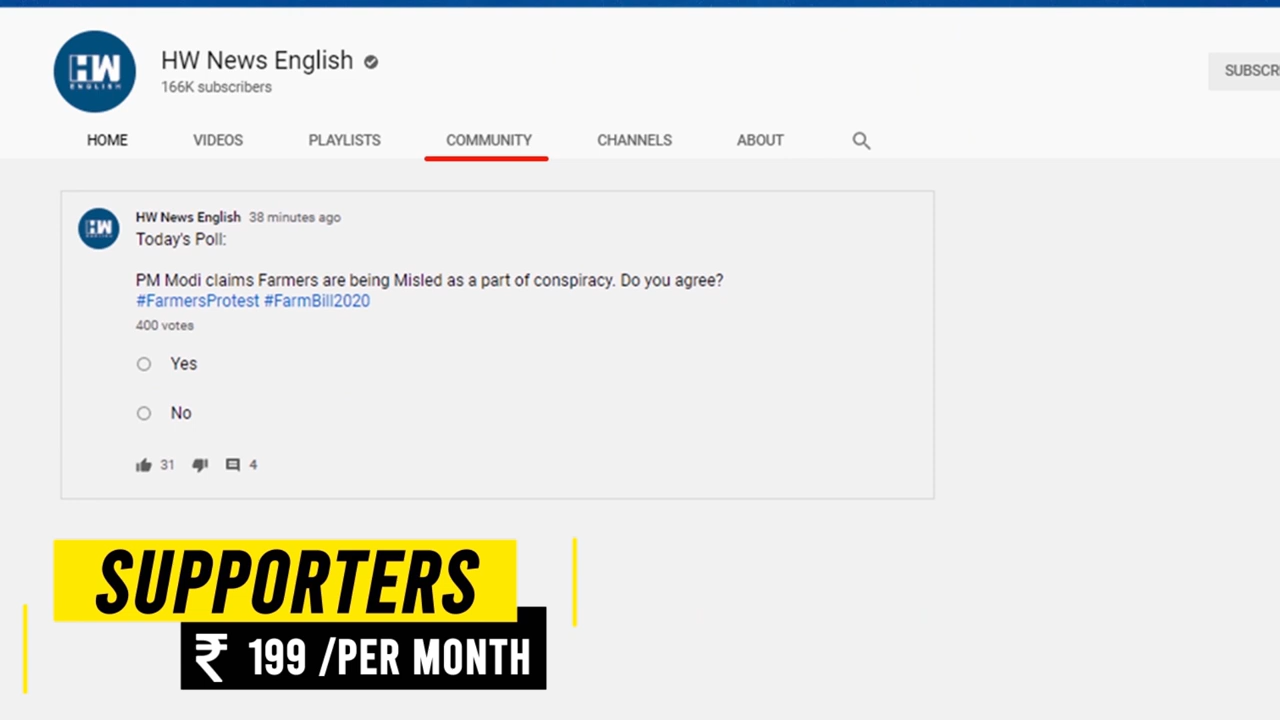 HW
ENGLISH
HW News English
166K subscribers
SUBSCR
HOME VIDEOS PLAYLISTS COMMUNITY CHANNELS ABOUT
HW
HW News English 38 minutes ago
Today's Poll:
PM Modi claims Farmers are being Misled as a part of conspiracy. Do you agree?
#FarmersProtest #FarmBill2020
400 votes
Yes
No
31 4
SUPPORTERS
₹ 199 /PER MONTH